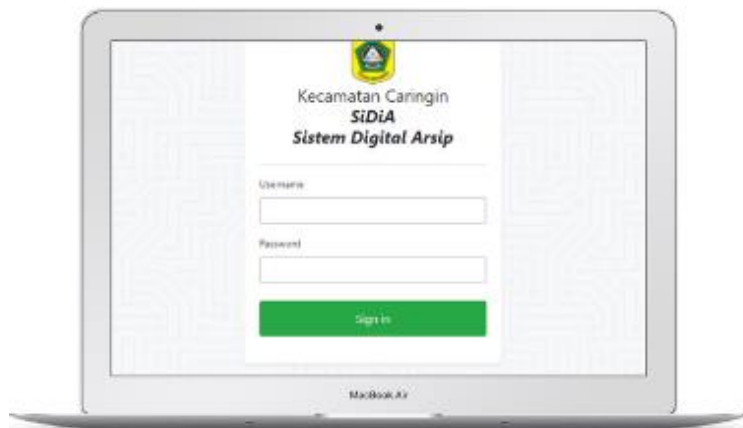 Kecamatan Caringin
SiDiA
Sistem Digital Arsip
Username
Password
Sign in
MacBook Air